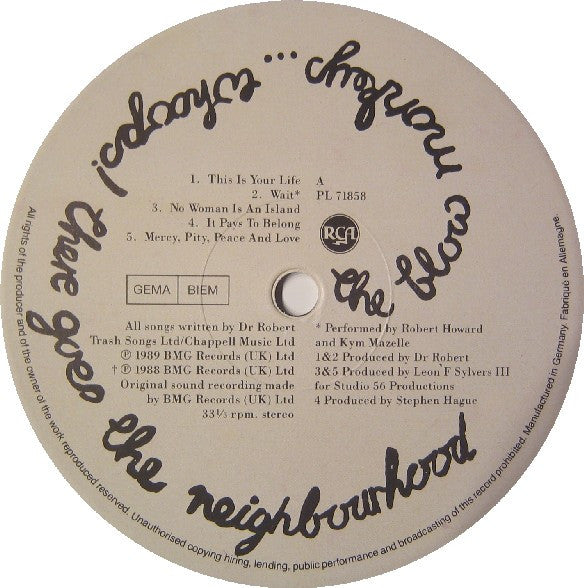 the blow monkeys ...
whoops! there goes the neighbourhood
1. This Is Your Life
2. Wait*
3. No Woman Is An Island
4. It Pays To Belong
5. Mercy, Pity, Peace And Love
A
PL 71858
RCA
GEMA BIEM
All songs written by Dr Robert
Trash Songs Ltd/Chappell Music Ltd
℗ 1989 BMG Records (UK) Ltd
† ℗ 1988 BMG Records (UK) Ltd
Original sound recording made
by BMG Records (UK) Ltd
33⅓ rpm. stereo
* Performed by Robert Howard
and Kym Mazelle
1&2 Produced by Dr Robert
3&5 Produced by Leon F Sylvers III
for Studio 56 Productions
4 Produced by Stephen Hague
All rights of the producer and of the owner of the work reproduced reserved. Unauthorised copying hiring, lending, public performance and broadcasting of this record prohibited. Manufactured in Germany. Fabriqué en Allemagne.